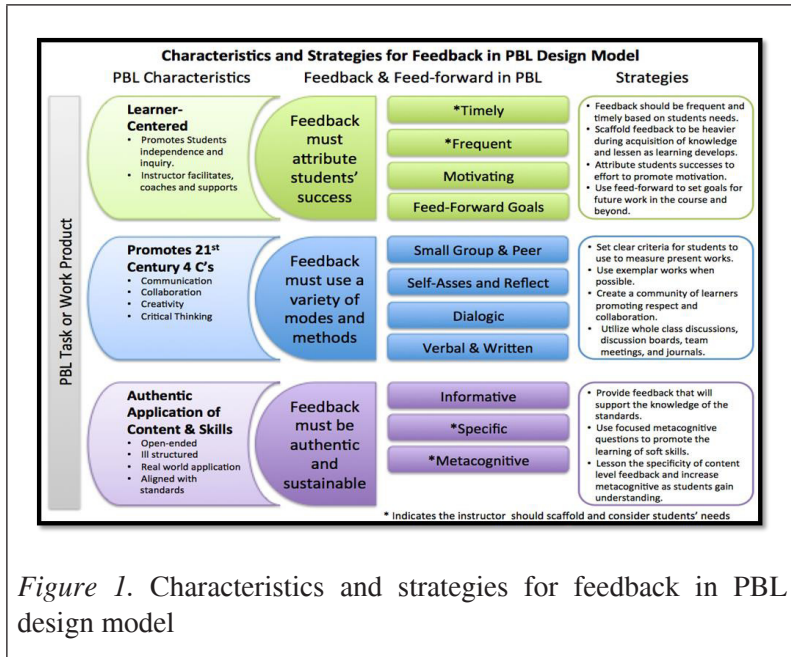 Characteristics and Strategies for Feedback in PBL Design Model
PBL Characteristics
Feedback & Feed-forward in PBL
Strategies
PBL Task or Work Product
Learner-
Centered
• Promotes Students
independence and
inquiry.
• Instructor facilitates,
coaches and supports
Feedback
must
attribute
students'
success
*Timely
*Frequent
Motivating
Feed-Forward Goals
• Feedback should be frequent and
timely based on students needs.
• Scaffold feedback to be heavier
during acquisition of knowledge
and lessen as learning develops.
• Attribute students successes to
effort to promote motivation.
• Use feed-forward to set goals for
future work in the course and
beyond.
Promotes 21st
Century 4 C's
• Communication
• Collaboration
• Creativity
• Critical Thinking
Feedback
must use a
variety of
modes and
methods
Small Group & Peer
Self-Asses and Reflect
Dialogic
Verbal & Written
• Set clear criteria for students to
use to measure present works.
• Use exemplar works when
possible.
• Create a community of learners
promoting respect and
collaboration.
• Utilize whole class discussions,
discussion boards, team
meetings, and journals.
Authentic
Application of
Content & Skills
• Open-ended
• Ill structured
• Real world application
• Aligned with
standards
Feedback
must be
authentic
and
sustainable
Informative
*Specific
*Metacognitive
• Provide feedback that will
support the knowledge of the
standards.
• Use focused metacognitive
questions to promote the
learning of soft skills.
• Lesson the specificity of content
level feedback and increase
metacognitive as students gain
understanding.
* Indicates the instructor should scaffold and consider students' needs
Figure 1. Characteristics and strategies for feedback in PBL
design model